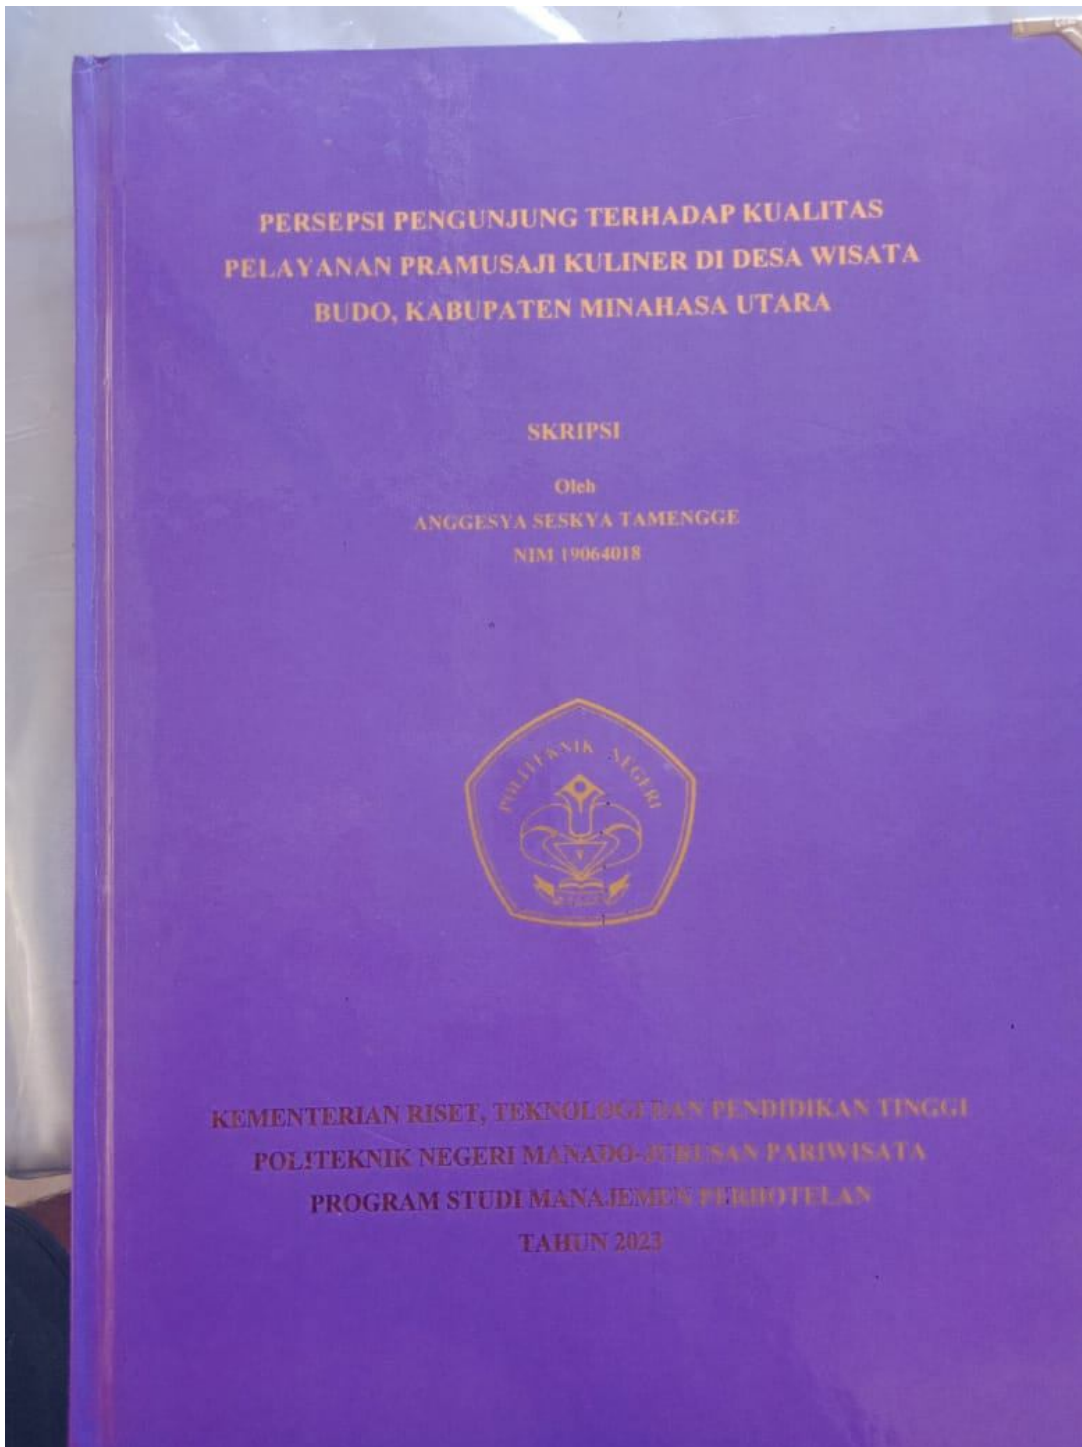 PERSEPSI PENGUNJUNG TERHADAP KUALITAS
PELAYANAN PRAMUSAJI KULINER DI DESA WISATA
BUDO, KABUPATEN MINAHASA UTARA
SKRIPSI
Oleh
ANGGESYA SESKYA TAMENGGE
NIM 19064018
POLITEKNIK NEGERI
KEMENTERIAN RISET, TEKNOLOGI DAN PENDIDIKAN TINGGI
POLITEKNIK NEGERI MANADO-JURUSAN PARIWISATA
PROGRAM STUDI MANAJEMEN PERHOTELAN
TAHUN 2023